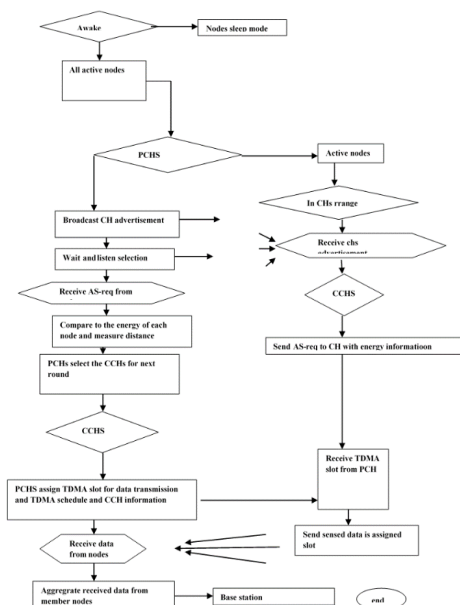 Awake
Nodes sleep mode
All active nodes
PCHS
Active nodes
In CHs rrange
Broadcast CH advertisement
Receive chs
advertisement
Wait and listen selection
Receive AS-req from
CCHS
Compare to the energy of each
node and measure distance
Send AS-req to CH with energy informatioon
PCHs select the CCHs for next
round
CCHS
Receive TDMA
slot from PCH
PCHS assign TDMA slot for data transmission
and TDMA schedule and CCH information
Send sensed data is assigned
slot
Receive data
from nodes
Aggregrate received data from
member nodes
Base station
end